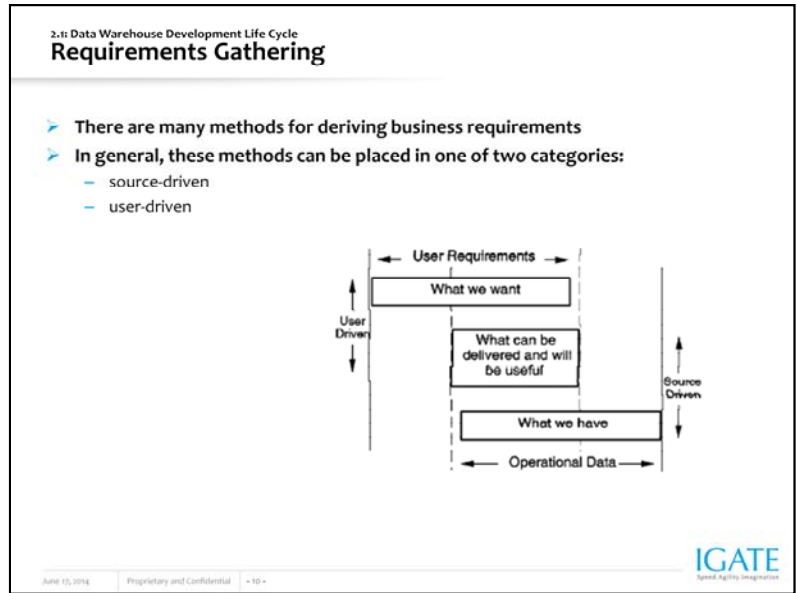 2.1: Data Warehouse Development Life Cycle
Requirements Gathering
There are many methods for deriving business requirements
In general, these methods can be placed in one of two categories:
– source-driven
– user-driven
User Requirements
What we want
User
Driven
What can be
delivered and will
be useful
Source
Driven
What we have
Operational Data
June 17, 2014
Proprietary and Confidential
- 10 -
IGATE
Speed.Agility.Imagination